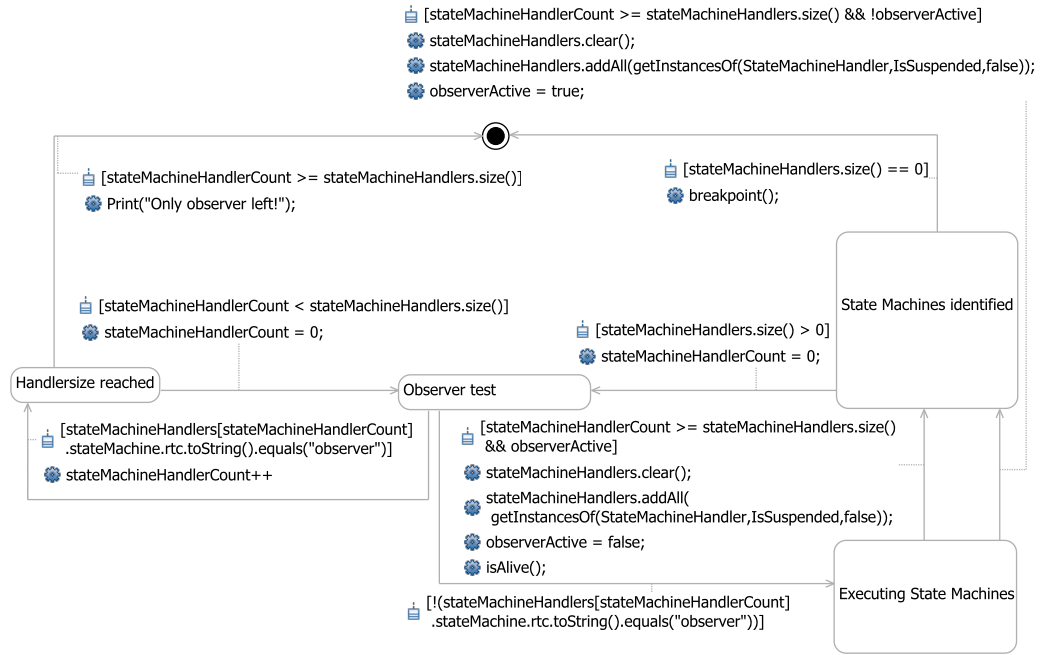 [stateMachineHandlerCount >= stateMachineHandlers.size() && !observerActive]
stateMachineHandlers.clear();
stateMachineHandlers.addAll(getInstancesOf(StateMachineHandler,IsSuspended,false));
observerActive = true;
[stateMachineHandlerCount >= stateMachineHandlers.size()]
Print("Only observer left!");
[stateMachineHandlers.size() == 0]
breakpoint();
State Machines identified
[stateMachineHandlerCount < stateMachineHandlers.size()]
stateMachineHandlerCount = 0;
[stateMachineHandlers.size() > 0]
stateMachineHandlerCount = 0;
Handlersize reached
Observer test
[stateMachineHandlers[stateMachineHandlerCount]
.stateMachine.rtc.toString().equals("observer")]
stateMachineHandlerCount++
[stateMachineHandlerCount >= stateMachineHandlers.size()
&& observerActive]
stateMachineHandlers.clear();
stateMachineHandlers.addAll(
getInstancesOf(StateMachineHandler,IsSuspended,false));
observerActive = false;
isAlive();
Executing State Machines
[!(stateMachineHandlers[stateMachineHandlerCount]
.stateMachine.rtc.toString().equals("observer"))]